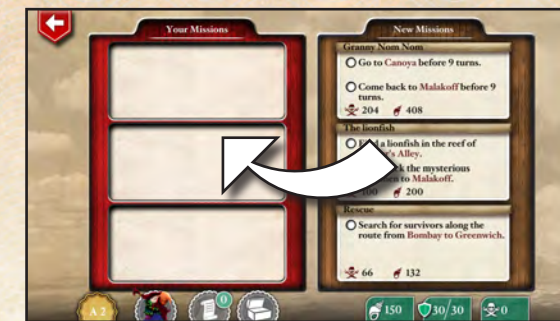 Your Missions
New Missions
Granny Nom Nom
Go to Canoya before 9 turns.
Come back to Malakoff before 9
turns.
204 408
The lionfish
a lionfish in the reef of
Alley.
the mysterious
to Malakoff.
200
Rescue
Search for survivors along the
route from Bombay to Greenwich.
66 132
A 2
0
150
30/30
0